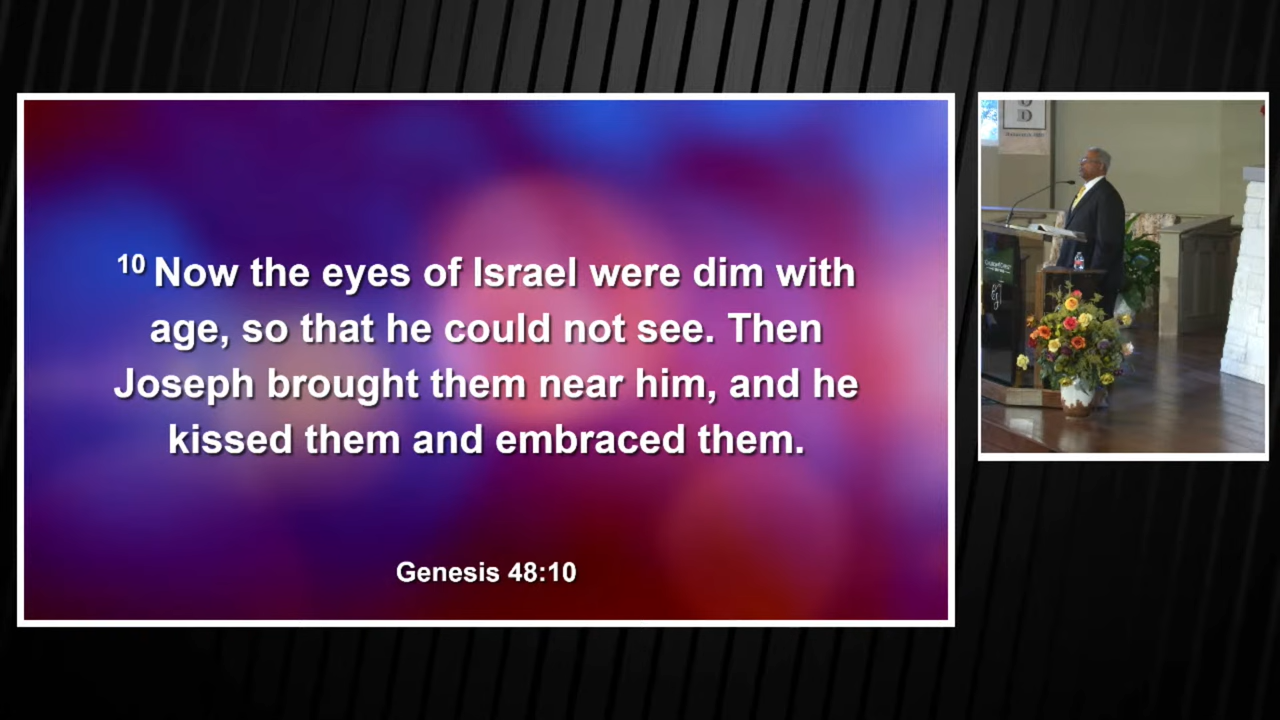 10 Now the eyes of Israel were dim with
age, so that he could not see. Then
Joseph brought them near him, and he
kissed them and embraced them.
Genesis 48:10
O
D